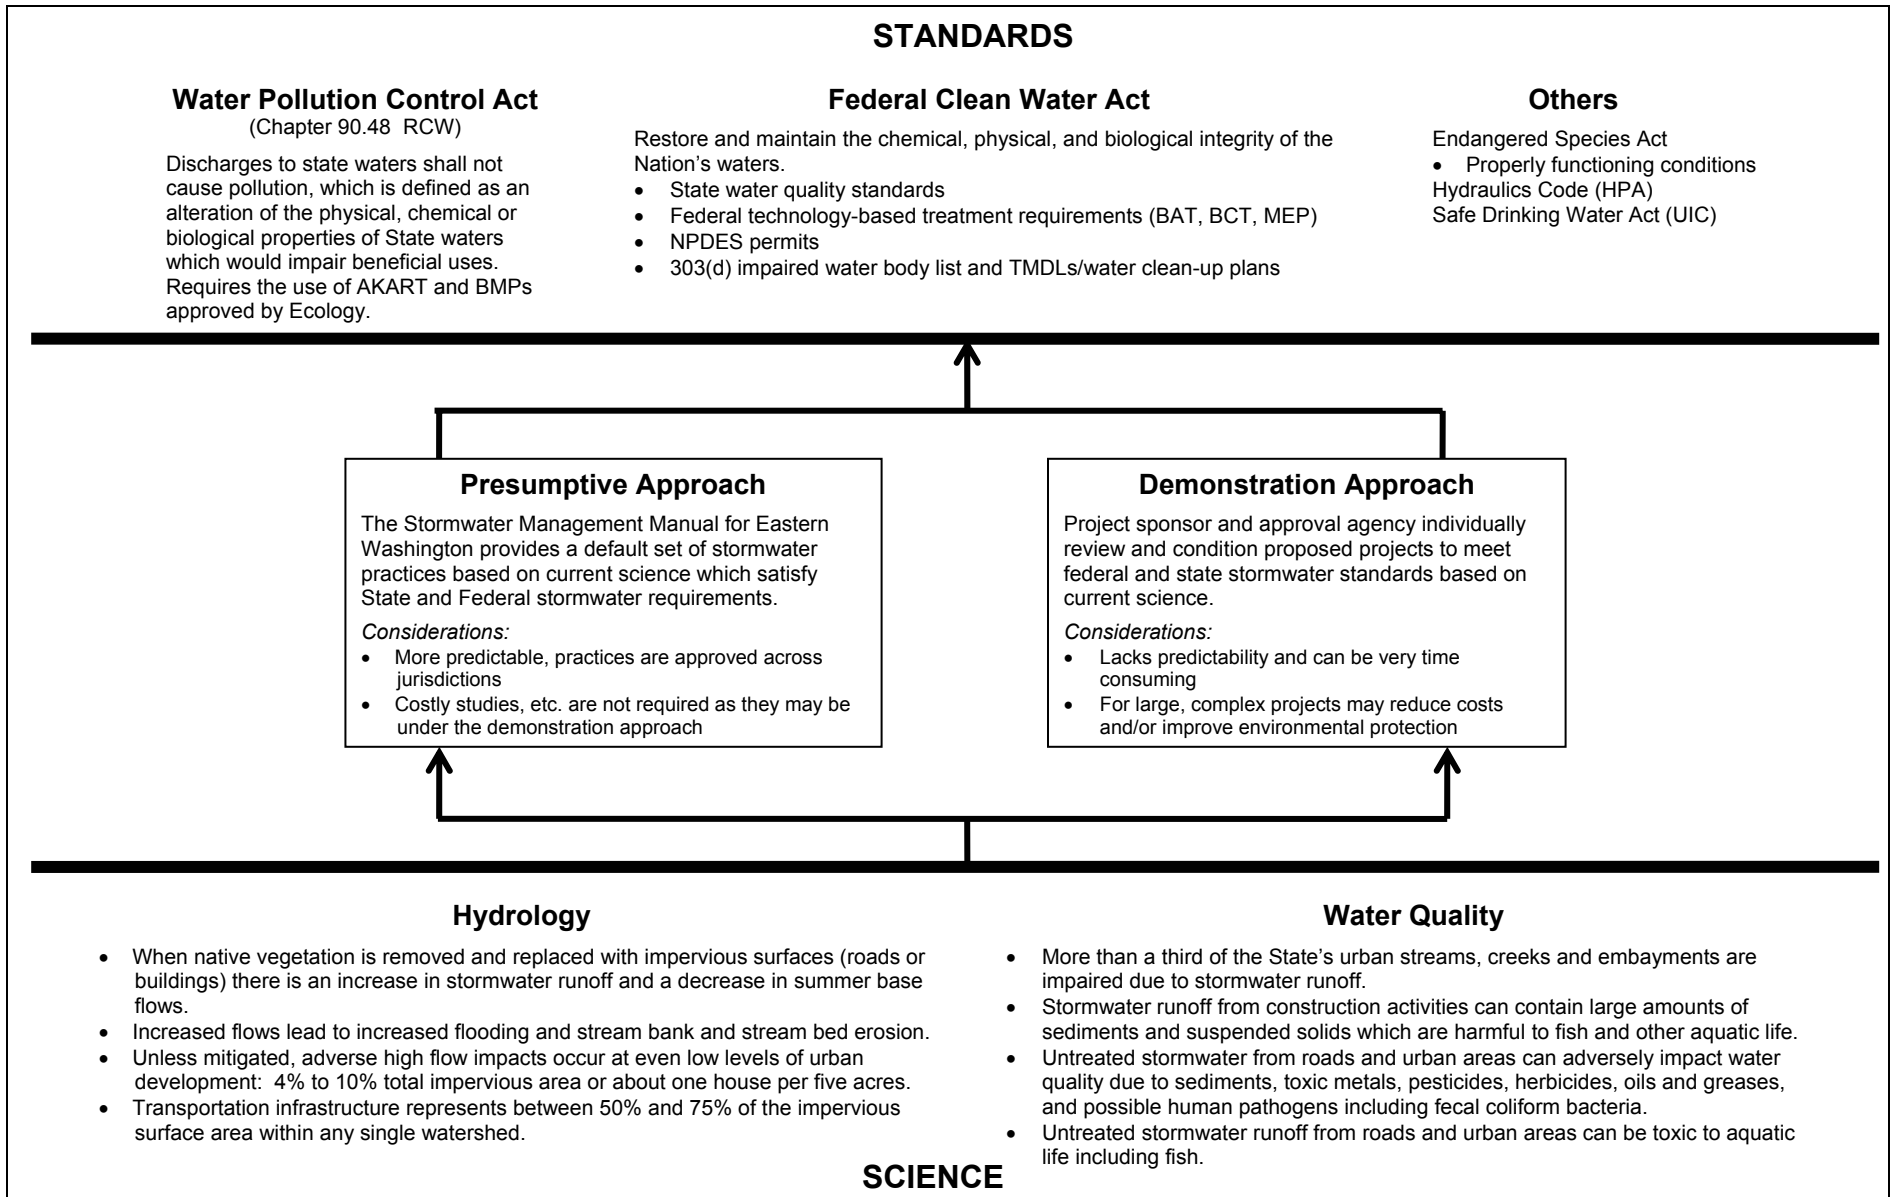 STANDARDS
Water Pollution Control Act
(Chapter 90.48 RCW)
Discharges to state waters shall not
cause pollution, which is defined as an
alteration of the physical, chemical or
biological properties of State waters
which would impair beneficial uses.
Requires the use of AKART and BMPs
approved by Ecology.
Federal Clean Water Act
Restore and maintain the chemical, physical, and biological integrity of the
Nation's waters.
• State water quality standards
• Federal technology-based treatment requirements (BAT, BCT, MEP)
• NPDES permits
• 303(d) impaired water body list and TMDLs/water clean-up plans
Others
Endangered Species Act
• Properly functioning conditions
Hydraulics Code (HPA)
Safe Drinking Water Act (UIC)
Presumptive Approach
The Stormwater Management Manual for Eastern
Washington provides a default set of stormwater
practices based on current science which satisfy
State and Federal stormwater requirements.
Considerations:
• More predictable, practices are approved across
jurisdictions
• Costly studies, etc. are not required as they may be
under the demonstration approach
Demonstration Approach
Project sponsor and approval agency individually
review and condition proposed projects to meet
federal and state stormwater standards based on
current science.
Considerations:
• Lacks predictability and can be very time
consuming
• For large, complex projects may reduce costs
and/or improve environmental protection
Hydrology
• When native vegetation is removed and replaced with impervious surfaces (roads or
buildings) there is an increase in stormwater runoff and a decrease in summer base
flows.
• Increased flows lead to increased flooding and stream bank and stream bed erosion.
• Unless mitigated, adverse high flow impacts occur at even low levels of urban
development: 4% to 10% total impervious area or about one house per five acres.
• Transportation infrastructure represents between 50% and 75% of the impervious
surface area within any single watershed.
Water Quality
• More than a third of the State's urban streams, creeks and embayments are
impaired due to stormwater runoff.
• Stormwater runoff from construction activities can contain large amounts of
sediments and suspended solids which are harmful to fish and other aquatic life.
• Untreated stormwater from roads and urban areas can adversely impact water
quality due to sediments, toxic metals, pesticides, herbicides, oils and greases,
and possible human pathogens including fecal coliform bacteria.
• Untreated stormwater runoff from roads and urban areas can be toxic to aquatic
life including fish.
SCIENCE